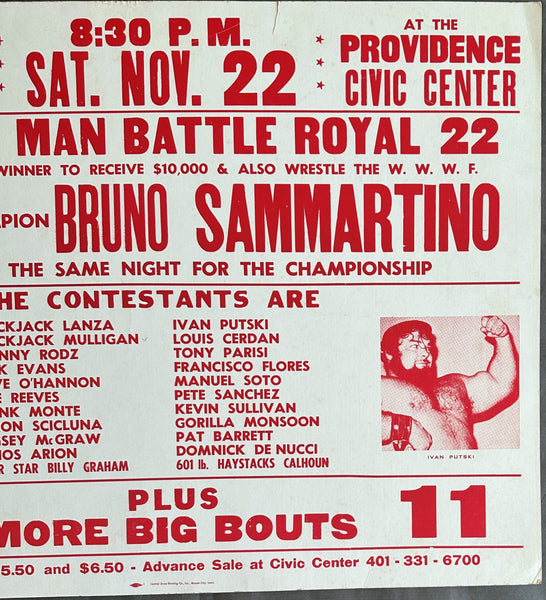 8:30 P. M.
SAT. NOV. 22
AT THE
PROVIDENCE
CIVIC CENTER
MAN BATTLE ROYAL 22
WINNER TO RECEIVE $10,000 & ALSO WRESTLE THE W. W. W. F.
PION BRUNO SAMMARTINO
THE SAME NIGHT FOR THE CHAMPIONSHIP
HE CONTESTANTS ARE
CKJACK LANZA
CKJACK MULLIGAN
NNY RODZ
K EVANS
VE O'HANNON
E REEVES
NK MONTE
ON SCICLUNA
GSEY McGRAW
IOS ARION
R STAR BILLY GRAHAM
IVAN PUTSKI
LOUIS CERDAN
TONY PARISI
FRANCISCO FLORES
MANUEL SOTO
PETE SANCHEZ
KEVIN SULLIVAN
GORILLA MONSOON
PAT BARRETT
DOMNICK DE NUCCI
601 lb. HAYSTACKS CALHOUN
IVAN PUTSKI
PLUS
MORE BIG BOUTS 11
5.50 and $6.50 - Advance Sale at Civic Center 401 - 331 - 6700